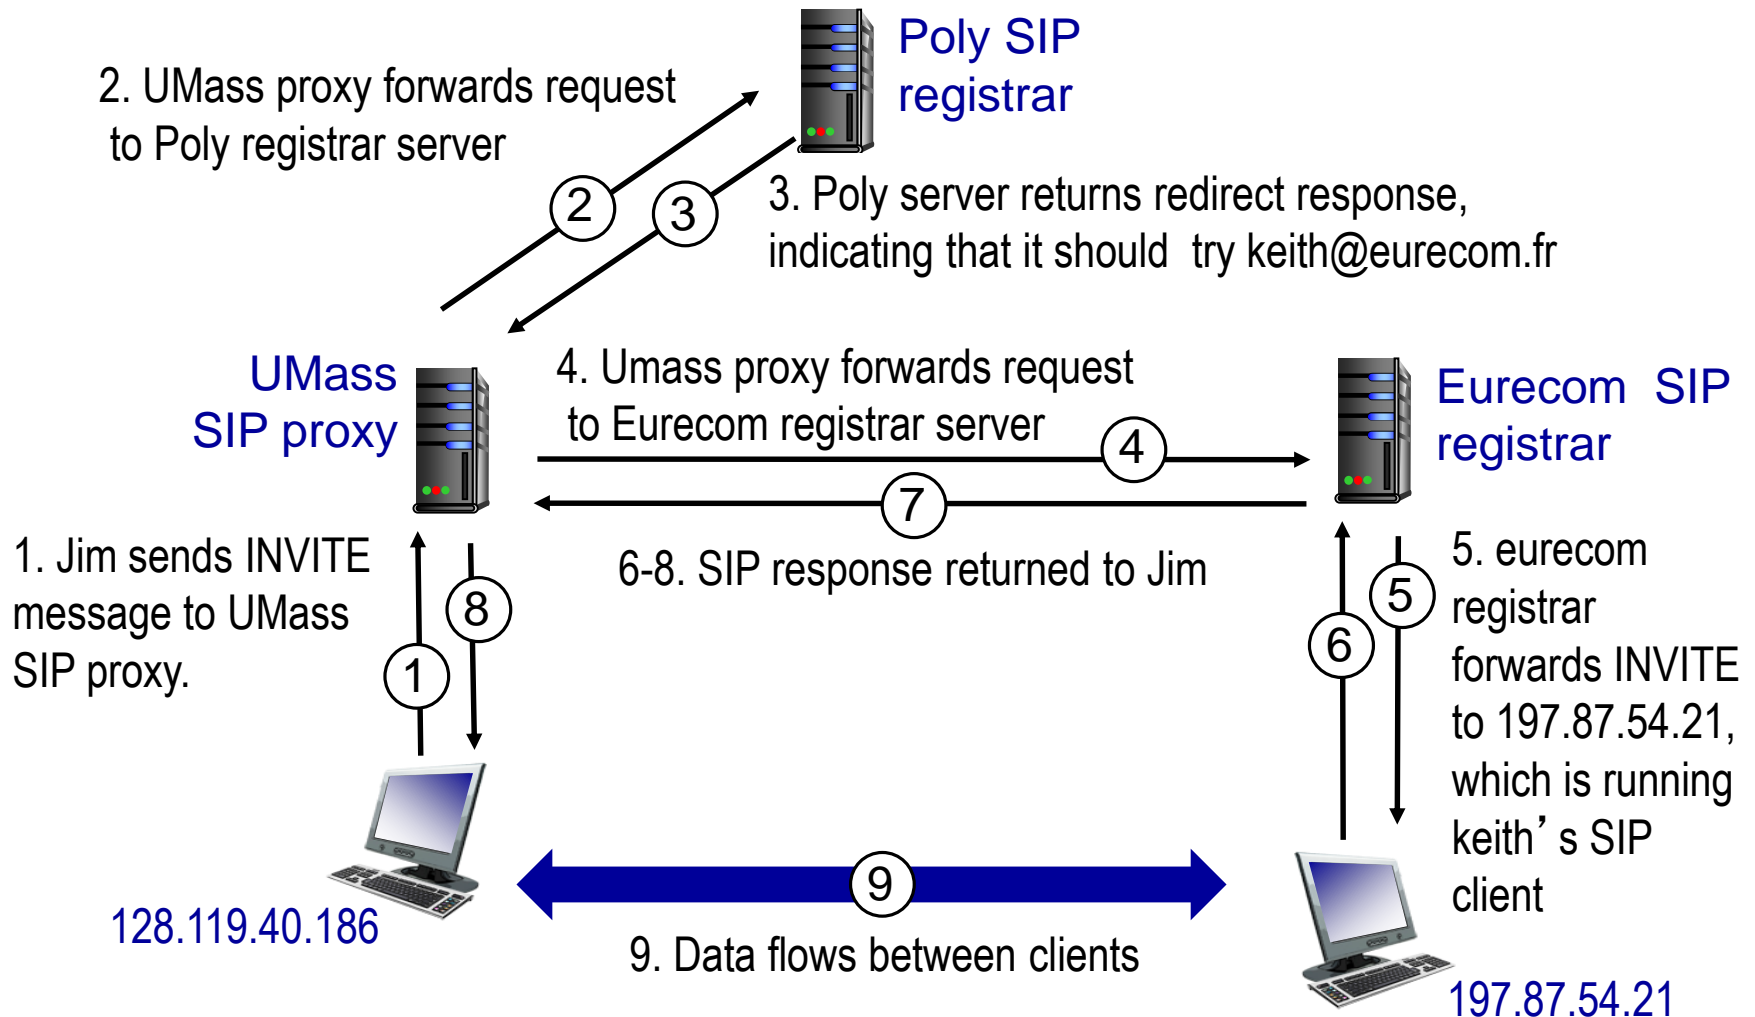 Poly SIP
registrar
2. UMass proxy forwards request
to Poly registrar server
2
3
3. Poly server returns redirect response,
indicating that it should try keith@eurecom.fr
UMass
SIP proxy
4. Umass proxy forwards request
to Eurecom registrar server
4
Eurecom SIP
registrar
7
1. Jim sends INVITE
message to UMass
SIP proxy.
8
1
6-8. SIP response returned to Jim
5
6
5. eurecom
registrar
forwards INVITE
to 197.87.54.21,
which is running
keith’s SIP
client
9
128.119.40.186
9. Data flows between clients
197.87.54.21